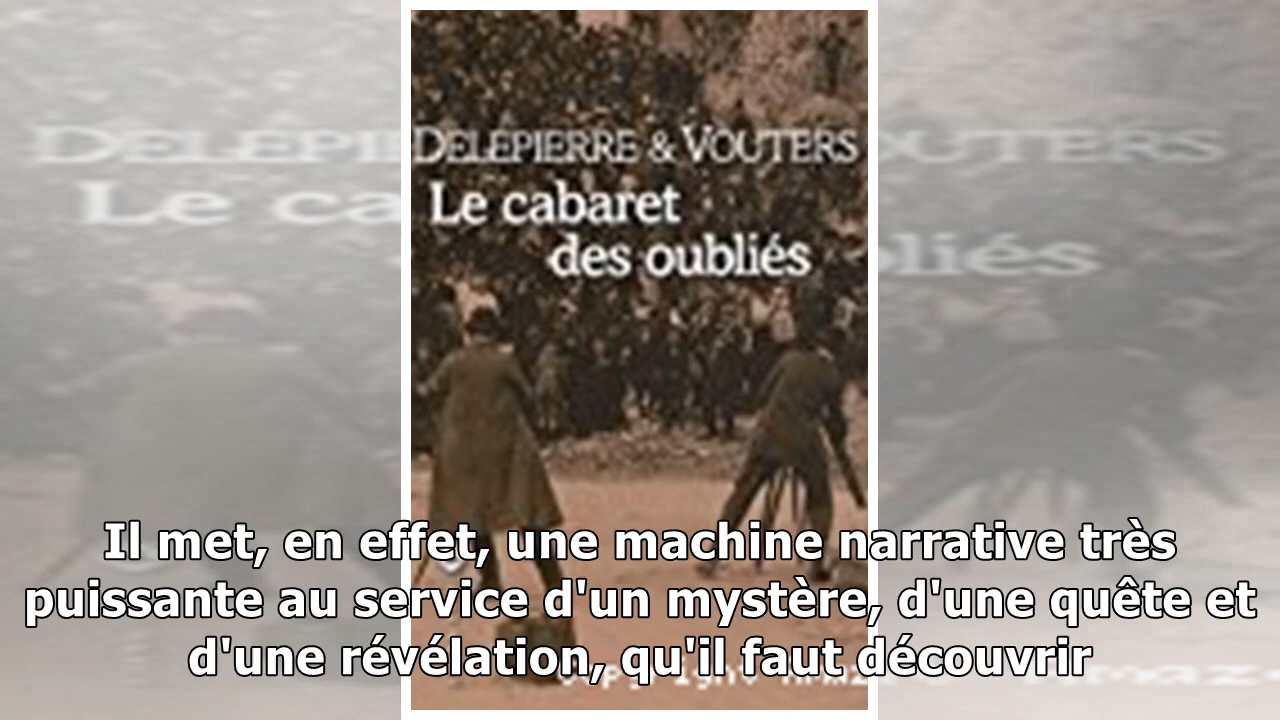 DELÉPIERRE & VOUTERS
Le cabaret
des oubliés
Il met, en effet, une machine narrative très
puissante au service d'un mystère, d'une quête et
d'une révélation, qu'il faut découvrir